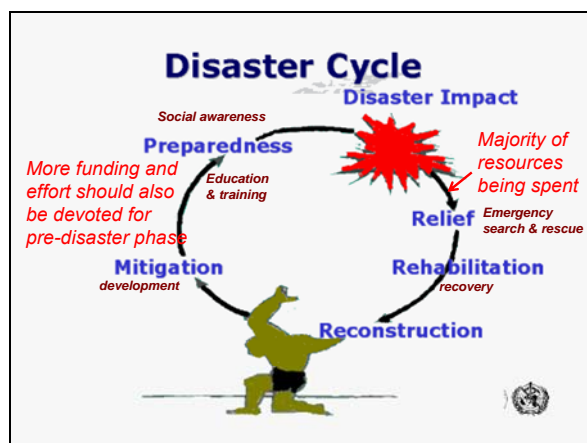 Disaster Cycle
Disaster Impact
Social awareness
Preparedness
Education
& training
More funding and
effort should also
be devoted for
pre-disaster phase
Majority of
resources
being spent
Relief
Emergency
search & rescue
Mitigation
development
Rehabilitation
recovery
Reconstruction